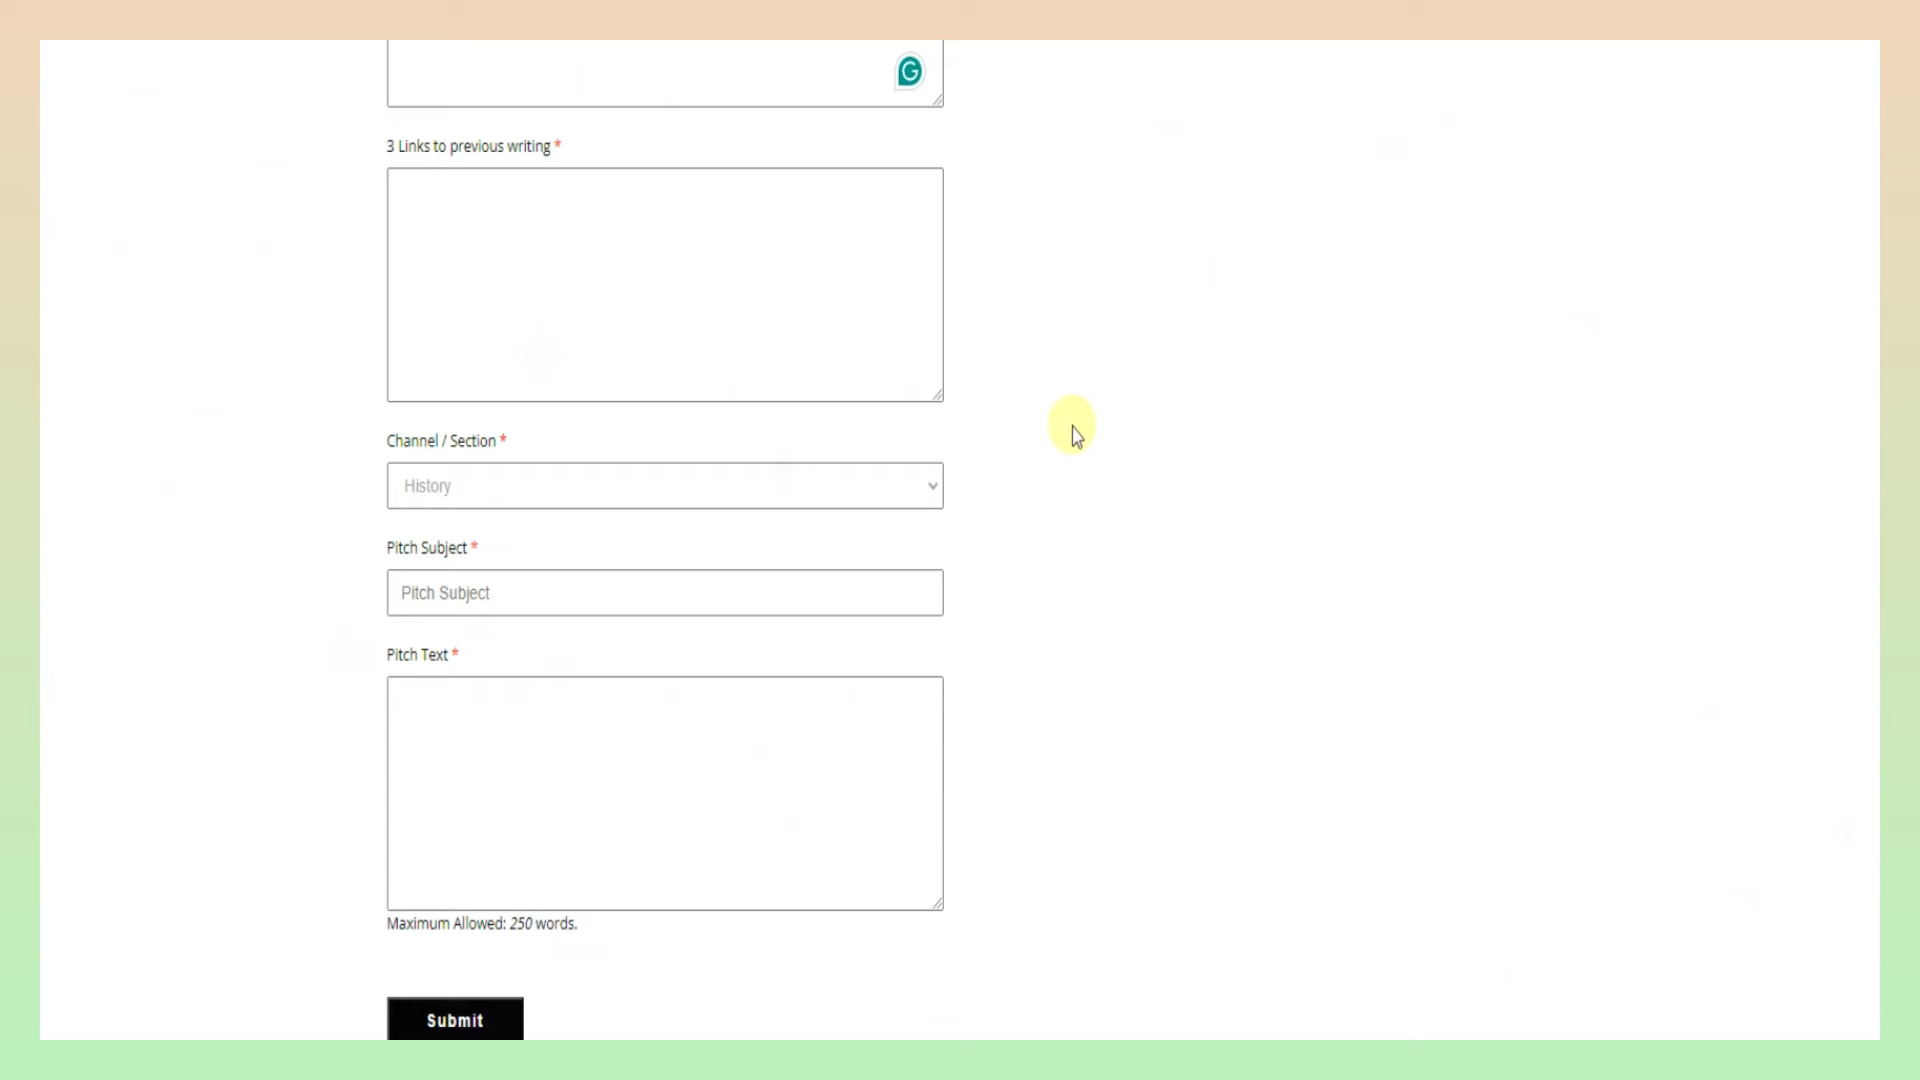 3 Links to previous writing *
Channel / Section *
History
Pitch Subject *
Pitch Subject
Pitch Text *
Maximum Allowed: 250 words.
Submit